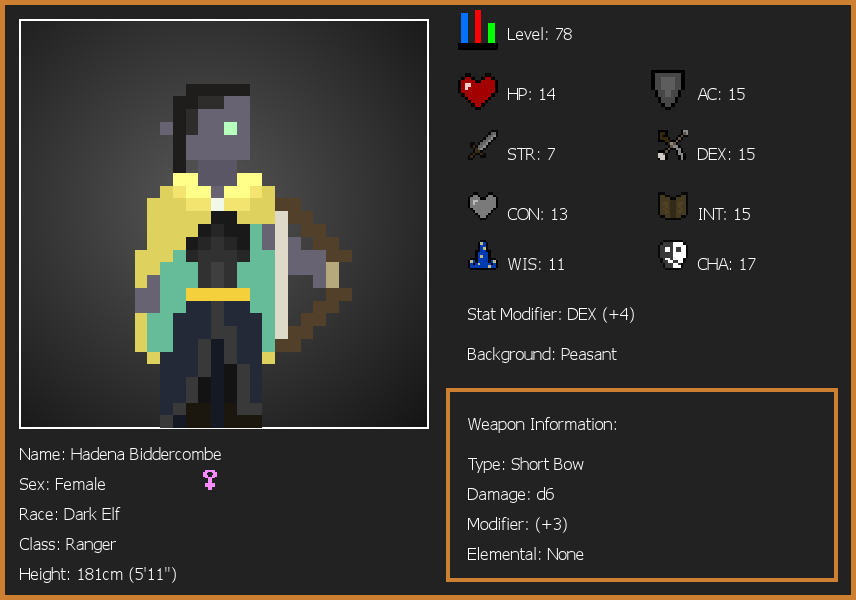 Level: 78
HP: 14
AC: 15
STR: 7
DEX: 15
CON: 13
INT: 15
WIS: 11
CHA: 17
Stat Modifier: DEX (+4)
Background: Peasant
Weapon Information:
Type: Short Bow
Damage: d6
Modifier: (+3)
Elemental: None
Name: Hadena Biddercombe
Sex: Female
Race: Dark Elf
Class: Ranger
Height: 181cm (5'11")